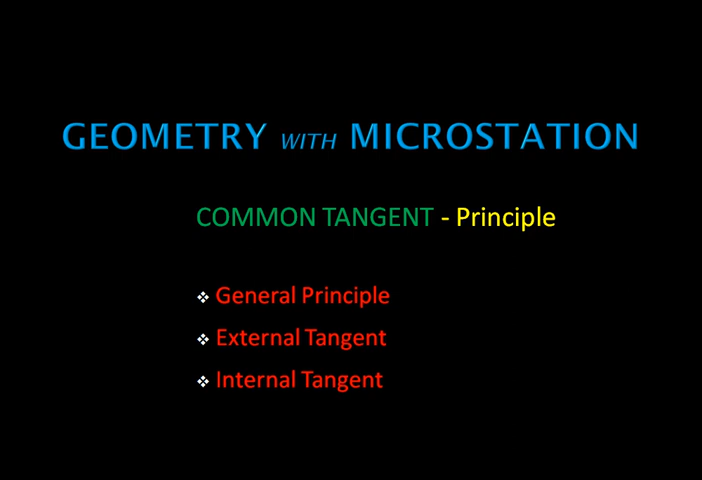 GEOMETRY WITH MICROSTATION
COMMON TANGENT - Principle
❖ General Principle
❖ External Tangent
❖ Internal Tangent